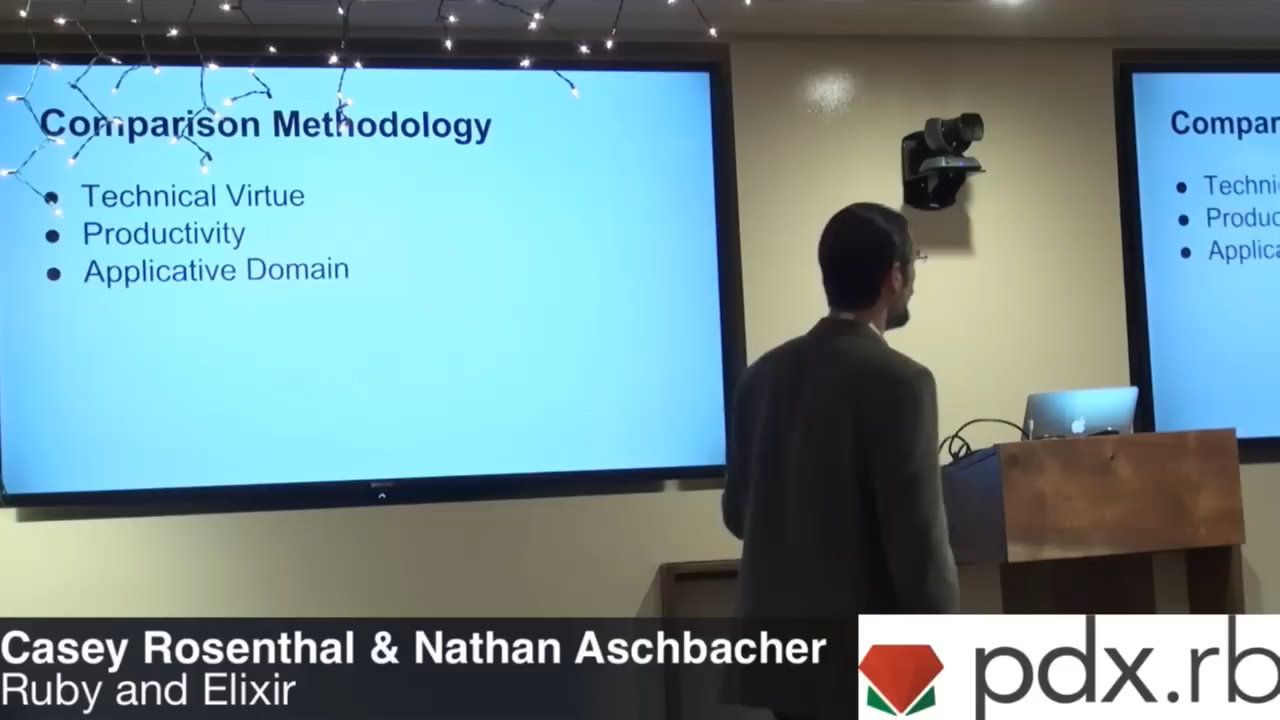 Comparison Methodology
Technical Virtue
Productivity
Applicative Domain
Compar
Techni
Produc
Applica
Casey Rosenthal & Nathan Aschbacher
Ruby and Elixir
pdx.rb